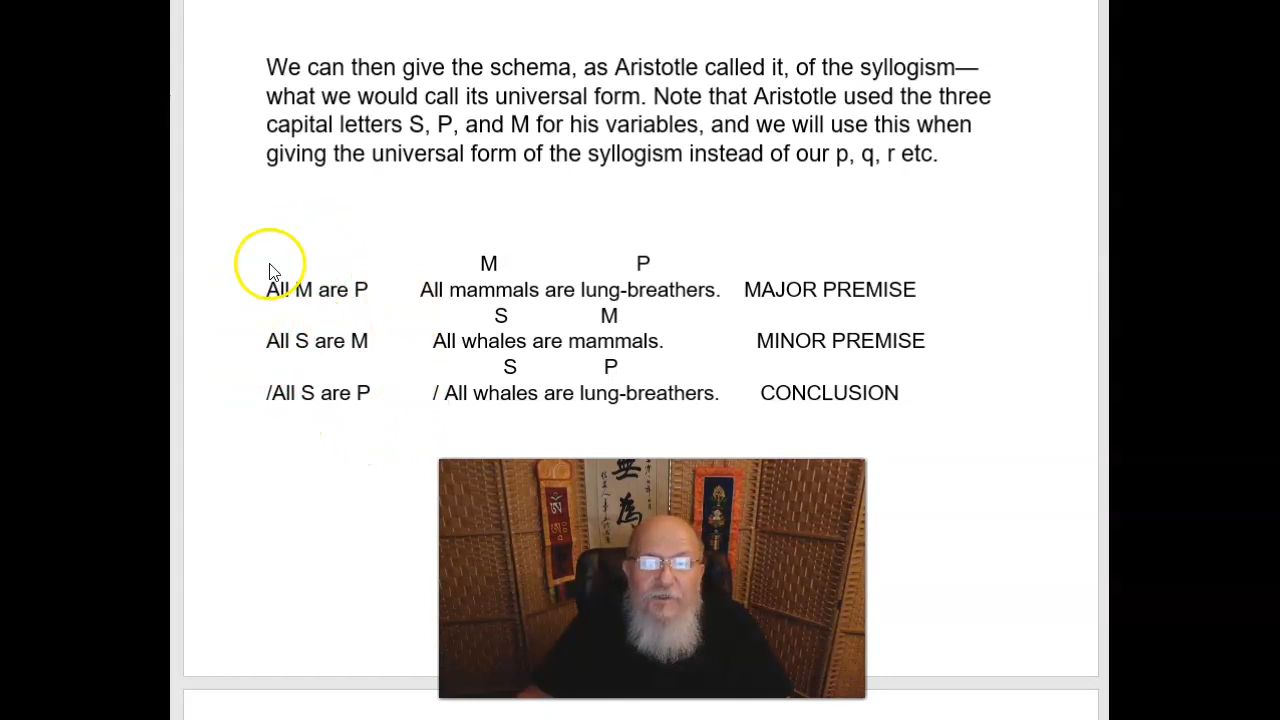 We can then give the schema, as Aristotle called it, of the syllogism—
what we would call its universal form. Note that Aristotle used the three
capital letters S, P, and M for his variables, and we will use this when
giving the universal form of the syllogism instead of our p, q, r etc.
M P
All M are P All mammals are lung-breathers. MAJOR PREMISE
S M
All S are M All whales are mammals. MINOR PREMISE
S P
/All S are P / All whales are lung-breathers. CONCLUSION
無
為